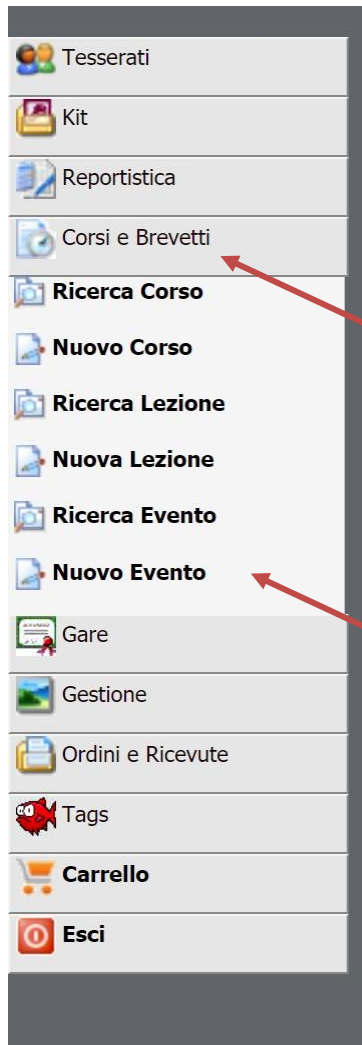 Tesserati
Kit
Reportistica
Corsi e Brevetti
Ricerca Corso
Nuovo Corso
Ricerca Lezione
Nuova Lezione
Ricerca Evento
Nuovo Evento
Gare
Gestione
Ordini e Ricevute
Tags
Carrello
Esci